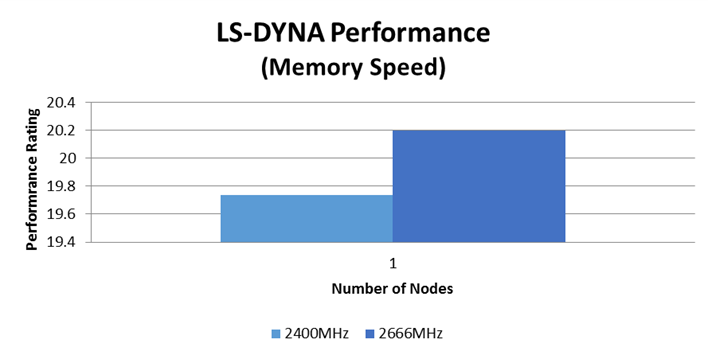 LS-DYNA Performance
(Memory Speed)
Performrance Rating
20.4
20.2
20
19.8
19.6
19.4
1
Number of Nodes
2400MHz 2666MHz